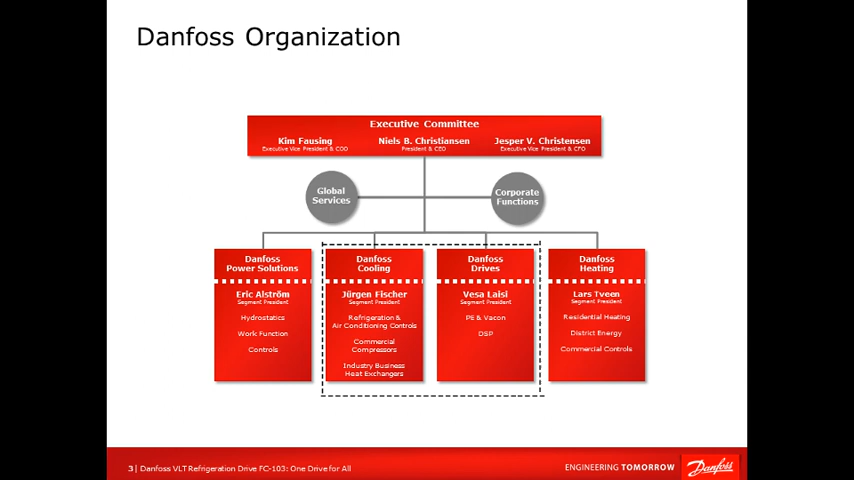 Danfoss Organization
Executive Committee
Kim Fausing
Executive Vice President & COO
Niels B. Christiansen
President & CEO
Jesper V. Christensen
Executive Vice President & CFO
Global
Services
Corporate
Functions
Danfoss
Power Solutions
Eric Alström
Segment President
Hydrostatics
Work Function
Controls
Danfoss
Cooling
Jürgen Fischer
Segment President
Refrigeration &
Air Conditioning Controls
Commercial
Compressors
Industry Business
Heat Exchangers
Danfoss
Drives
Vesa Laisi
Segment President
PE & Vacon
DSP
Danfoss
Heating
Lars Tveen
Segment President
Residential Heating
District Energy
Commercial Controls
3| Danfoss VLT Refrigeration Drive FC-103: One Drive for All
ENGINEERING TOMORROW
Danfoss